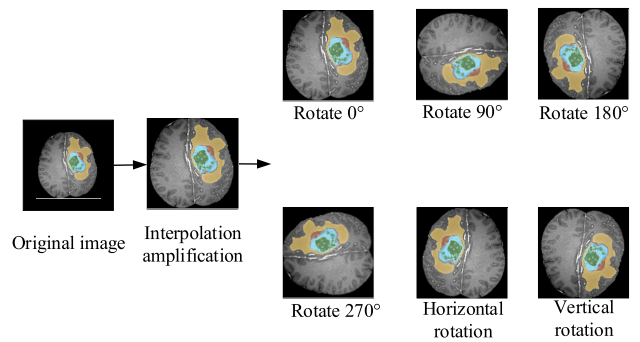 Rotate 0°
Rotate 90°
Rotate 180°
Original image
Interpolation
amplification
Rotate 270°
Horizontal
rotation
Vertical
rotation